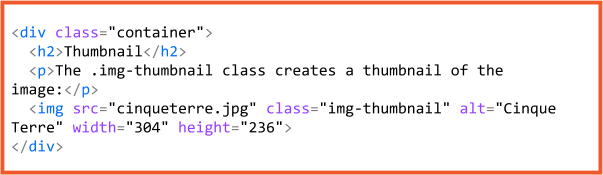 <div class="container">
  <h2>Thumbnail</h2>
  <p>The .img-thumbnail class creates a thumbnail of the
image:</p>
  <img src="cinqueterre.jpg" class="img-thumbnail" alt="Cinque
Terre" width="304" height="236">
</div>